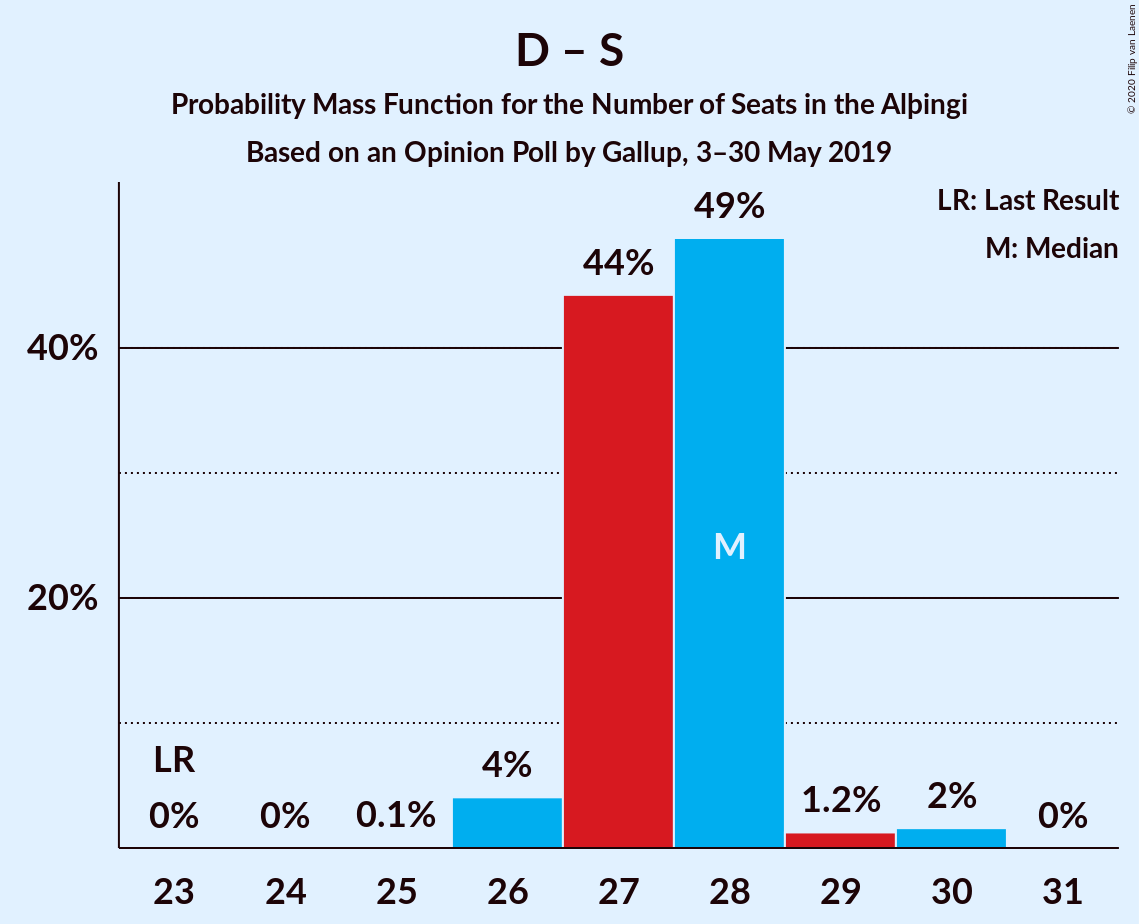 D – S
Probability Mass Function for the Number of Seats in the Alþingi
Based on an Opinion Poll by Gallup, 3–30 May 2019
© 2020 Filip van Laenen
LR: Last Result
M: Median
49%
44%
40%
M
20%
LR
0%
0%
0.1%
4%
1.2%
2%
0%
23
24
25
26
27
28
29
30
31